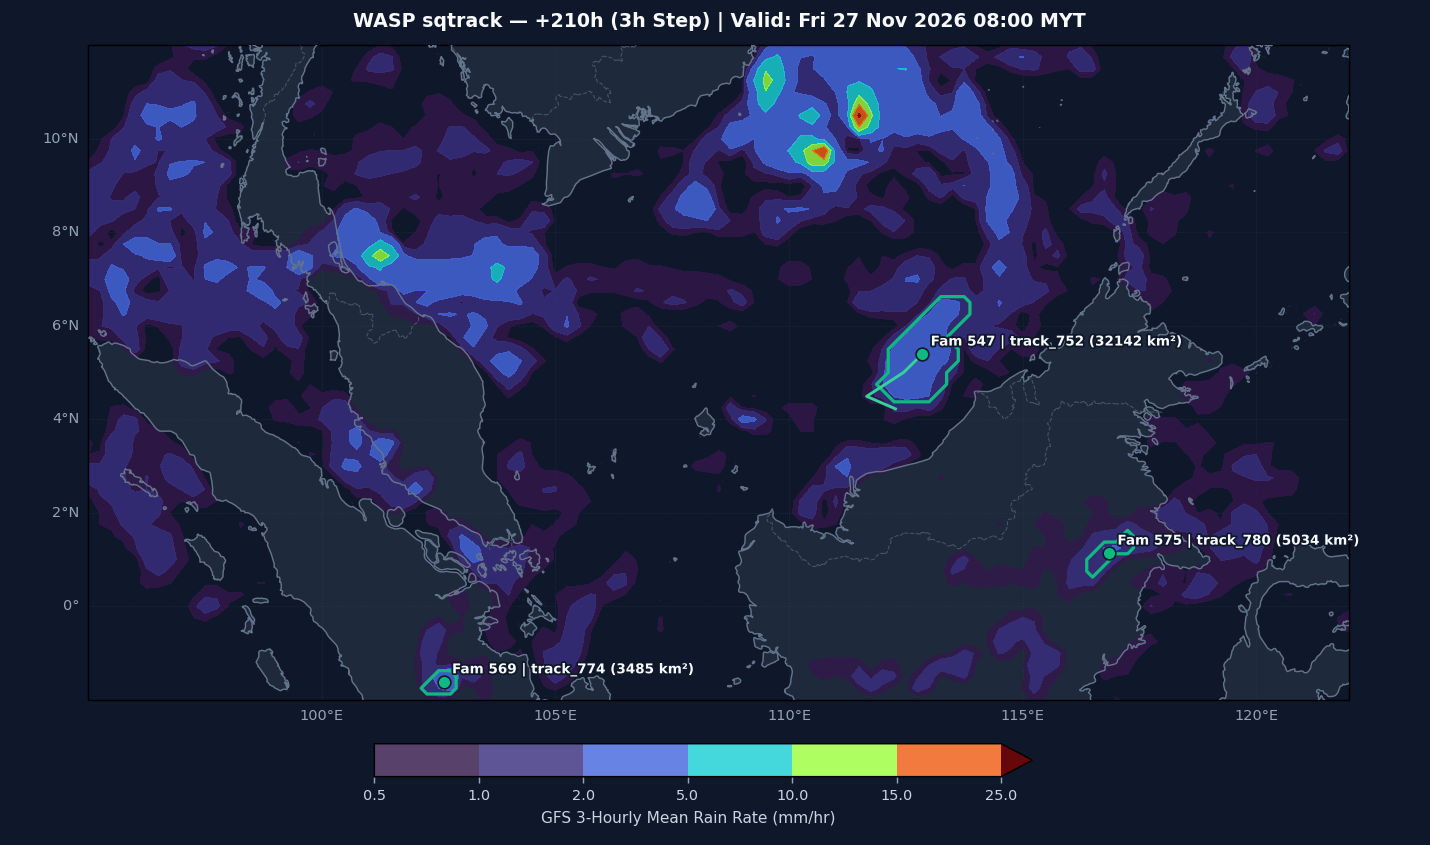 WASP sqtrack — +210h (3h Step) | Valid: Fri 27 Nov 2026 08:00 MYT
10°N
8°N
6°N
4°N
2°N
0°
Fam 547 | track_752 (32142 km²)
Fam 575 | track_780 (5034 km²)
Fam 569 | track_774 (3485 km²)
100°E
105°E
110°E
115°E
120°E
0.5
1.0
2.0
5.0
10.0
15.0
25.0
GFS 3-Hourly Mean Rain Rate (mm/hr)